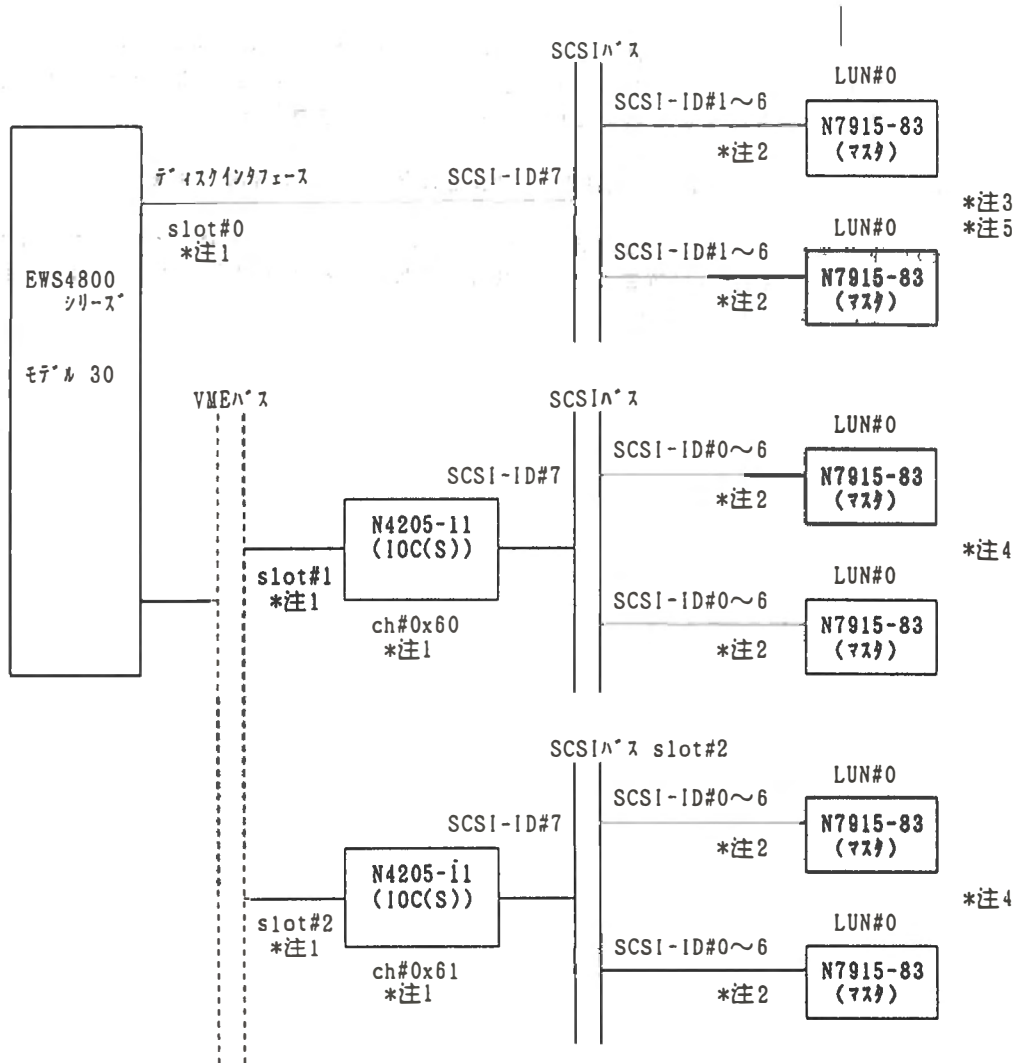 SCSIバス
LUN#0
SCSI-ID#1～6
N7915-83
(マスタ)
*注2
ディスクインタフェース
SCSI-ID#7
*注3
*注5
slot#0
*注1
LUN#0
SCSI-ID#1～6
N7915-83
(マスタ)
*注2
EWS4800
シリーズ
モデル 30
VMEバス
SCSIバス
LUN#0
SCSI-ID#0～6
N7915-83
(マスタ)
*注2
SCSI-ID#7
N4205-11
(IOC(S))
*注4
slot#1
*注1
LUN#0
ch#0x60
*注1
SCSI-ID#0～6
N7915-83
(マスタ)
*注2
SCSIバス slot#2
LUN#0
SCSI-ID#0～6
N7915-83
(マスタ)
*注2
SCSI-ID#7
N4205-11
(IOC(S))
*注4
slot#2
*注1
LUN#0
SCSI-ID#0～6
ch#0x61
*注1
N7915-83
(マスタ)
*注2